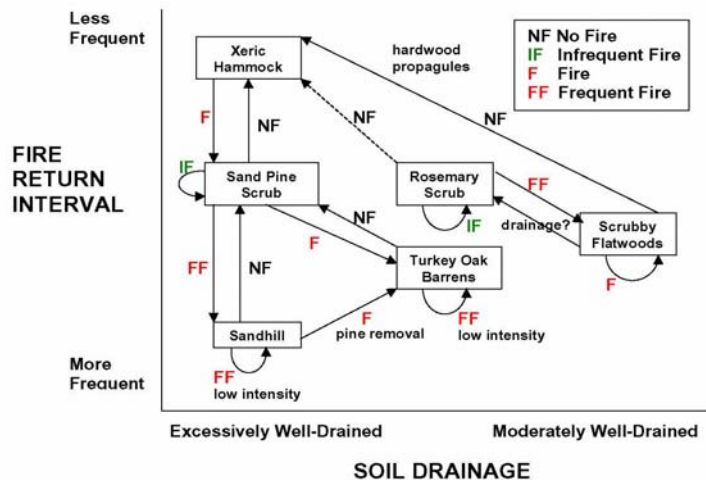 Less
Frequent
Xeric
Hammock
hardwood
propagules
NF No Fire
IF Infrequent Fire
F Fire
FF Frequent Fire
F
NF
NF
NF
FIRE
RETURN
INTERVAL
IF
Sand Pine
Scrub
Rosemary
Scrub
FF
IF
drainage?
Scrubby
Flatwoods
F
NF
F
Turkey Oak
Barrens
FF
NF
Sandhill
F
pine removal
FF
low intensity
FF
low intensity
More
Frequent
Excessively Well-Drained
Moderately Well-Drained
SOIL DRAINAGE